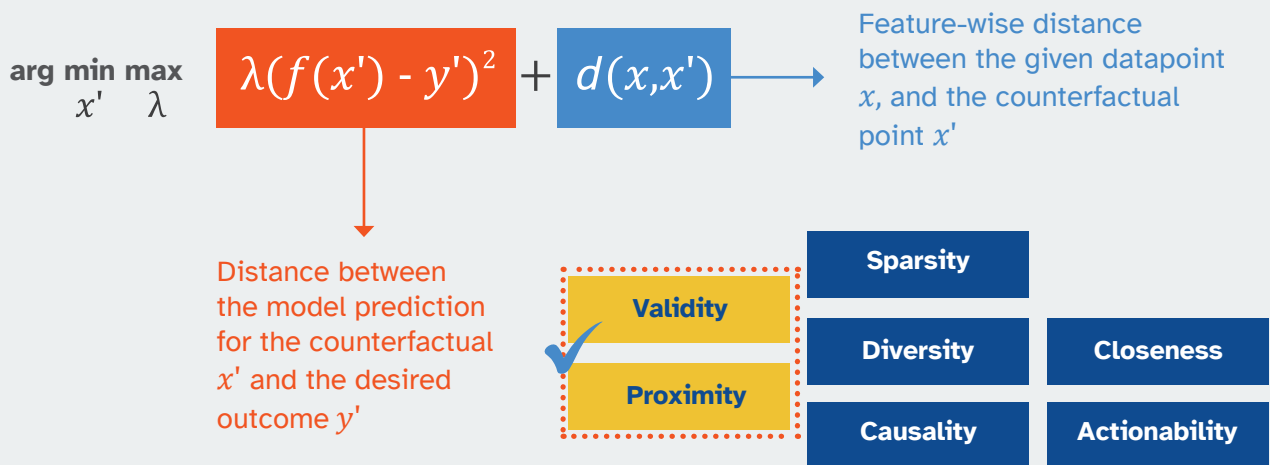 arg min max
x' λ
λ(f(x') - y')² + d(x,x')
Feature-wise distance
between the given datapoint
x, and the counterfactual
point x'
Distance between
the model prediction
for the counterfactual
x' and the desired
outcome y'
Validity
Proximity
Sparsity
Diversity
Closeness
Causality
Actionability